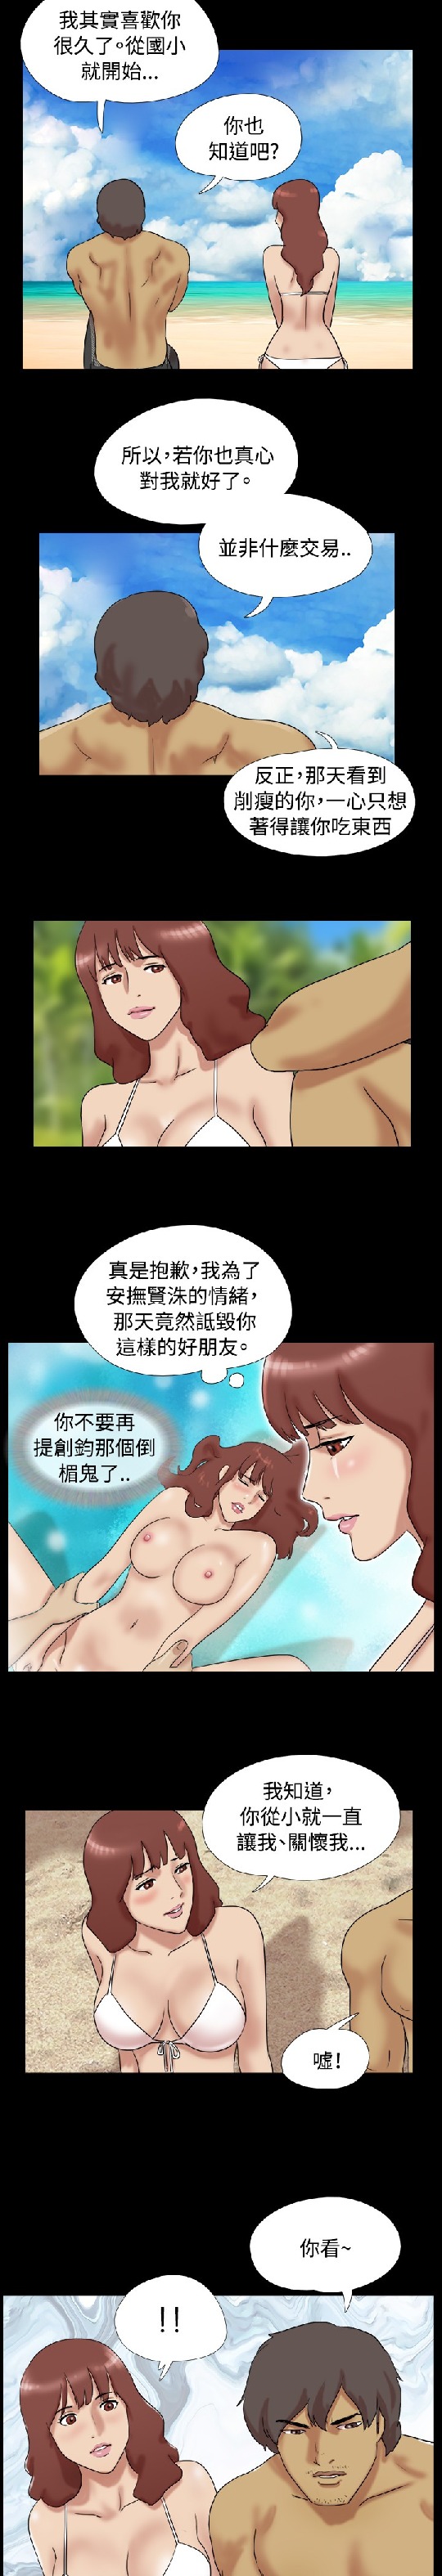 我其實喜歡你
很久了。從國小
就開始...
你也
知道吧?
所以,若你也真心
對我就好了。
並非什麼交易..
反正,那天看到
削瘦的你,一心只想
著得讓你吃東西
真是抱歉,我為了
安撫賢洙的情緒,
那天竟然詆毀你
這樣的好朋友。
你不要再
提創鈞那個倒
楣鬼了..
我知道,
你從小就一直
讓我、關懷我...
噓!
你看~
!!